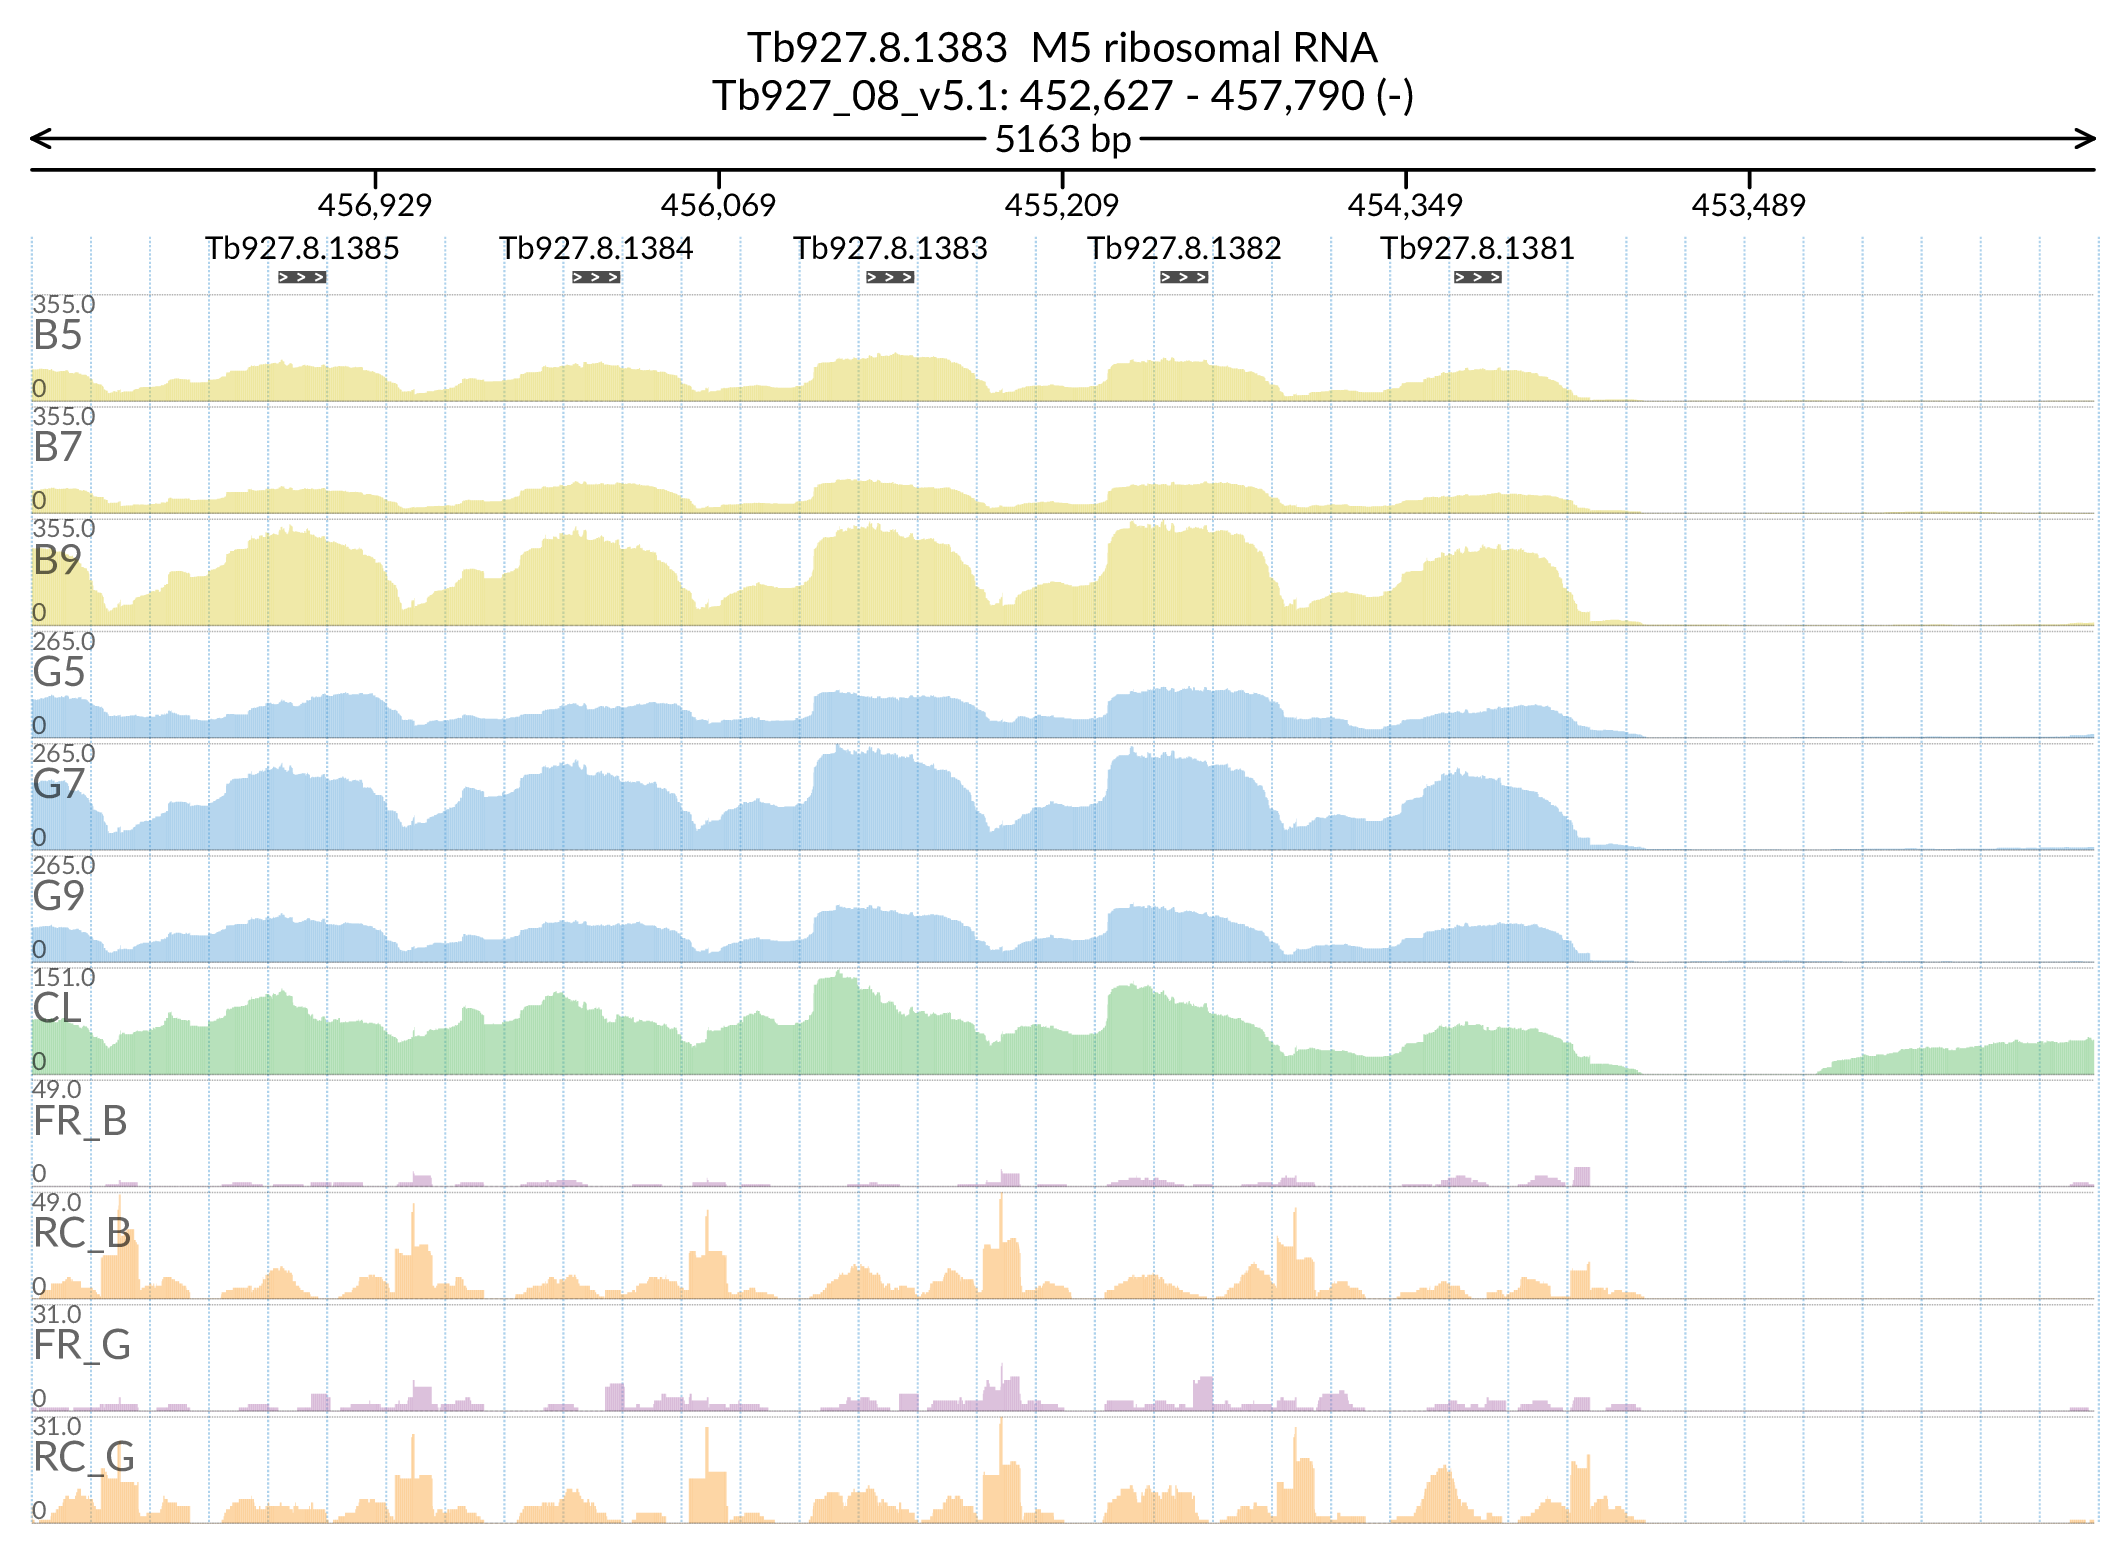 Tb927.8.1383 M5 ribosomal RNA
Tb927_08_v5.1: 452,627 - 457,790 (-)
5163 bp
456,929 456,069 455,209 454,349 453,489
Tb927.8.1385 Tb927.8.1384 Tb927.8.1383 Tb927.8.1382 Tb927.8.1381
> > > > > > > > > > > > > > >
355.0
B5
0
355.0
B7
0
355.0
B9
0
265.0
G5
0
265.0
G7
0
265.0
G9
0
151.0
CL
0
49.0
FR_B
0
49.0
RC_B
0
31.0
FR_G
0
31.0
RC_G
0